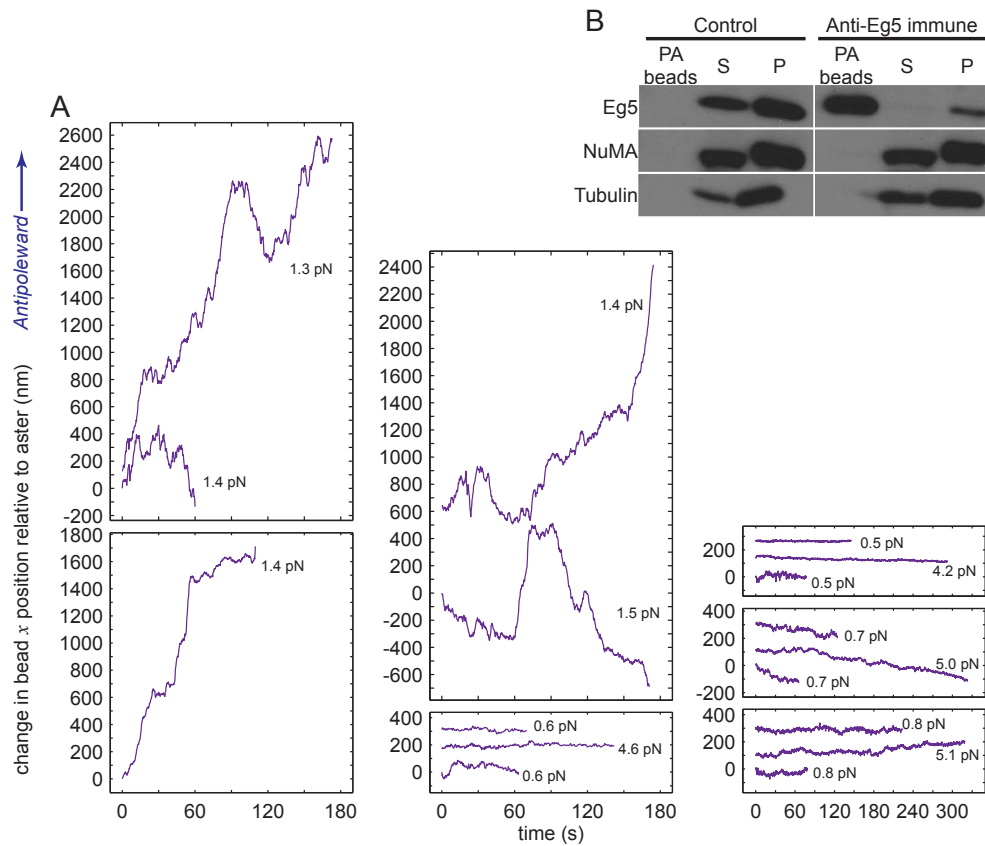 B
Control
Anti-Eg5 immune
PA beads
S
P
PA beads
S
P
Eg5
NuMA
Tubulin
A
Antipoleward
change in bead x position relative to aster (nm)
2600
2400
2200
2000
1800
1600
1400
1200
1000
800
600
400
200
0
-200
1.3 pN
1.4 pN
1800
1600
1400
1200
1000
800
600
400
200
0
1.4 pN
0 60 120 180
2400
2200
2000
1800
1600
1400
1200
1000
800
600
400
200
0
-200
-400
-600
1.4 pN
1.5 pN
400
200
0
0.6 pN
4.6 pN
0.6 pN
0 60 120 180
time (s)
200
0
0.5 pN
4.2 pN
0.5 pN
400
200
0
-200
0.7 pN
5.0 pN
0.7 pN
400
200
0
0.8 pN
5.1 pN
0.8 pN
0 60 120 180 240 300